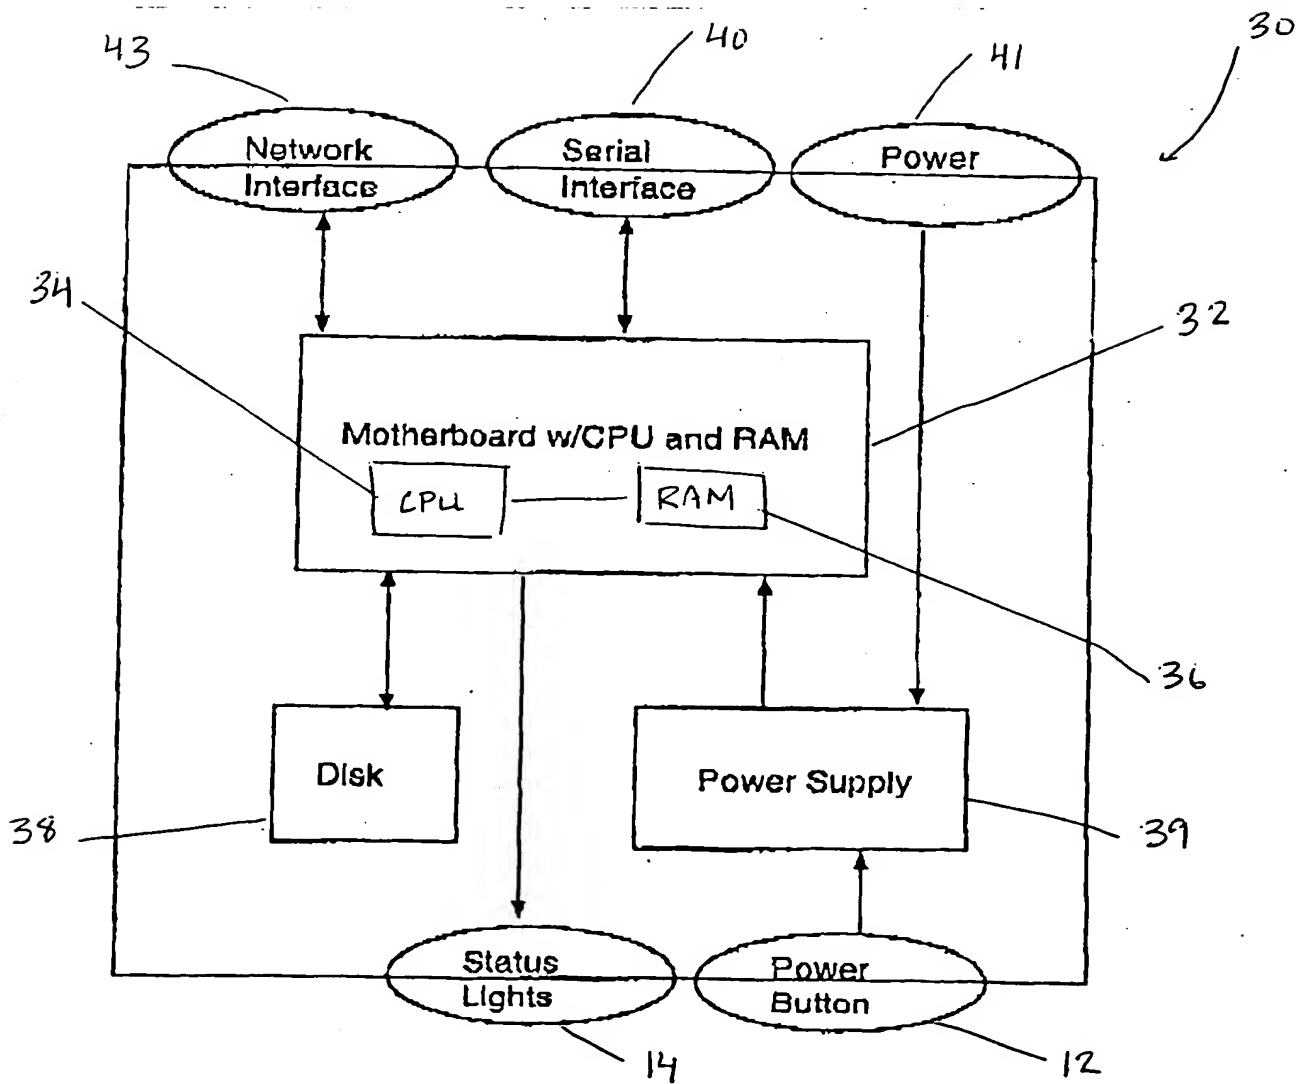 43
40
41
30
Network
Interface
Serial
Interface
Power
34
32
Motherboard w/CPU and RAM
CPU
RAM
36
Disk
Power Supply
38
39
Status
Lights
Power
Button
14
12